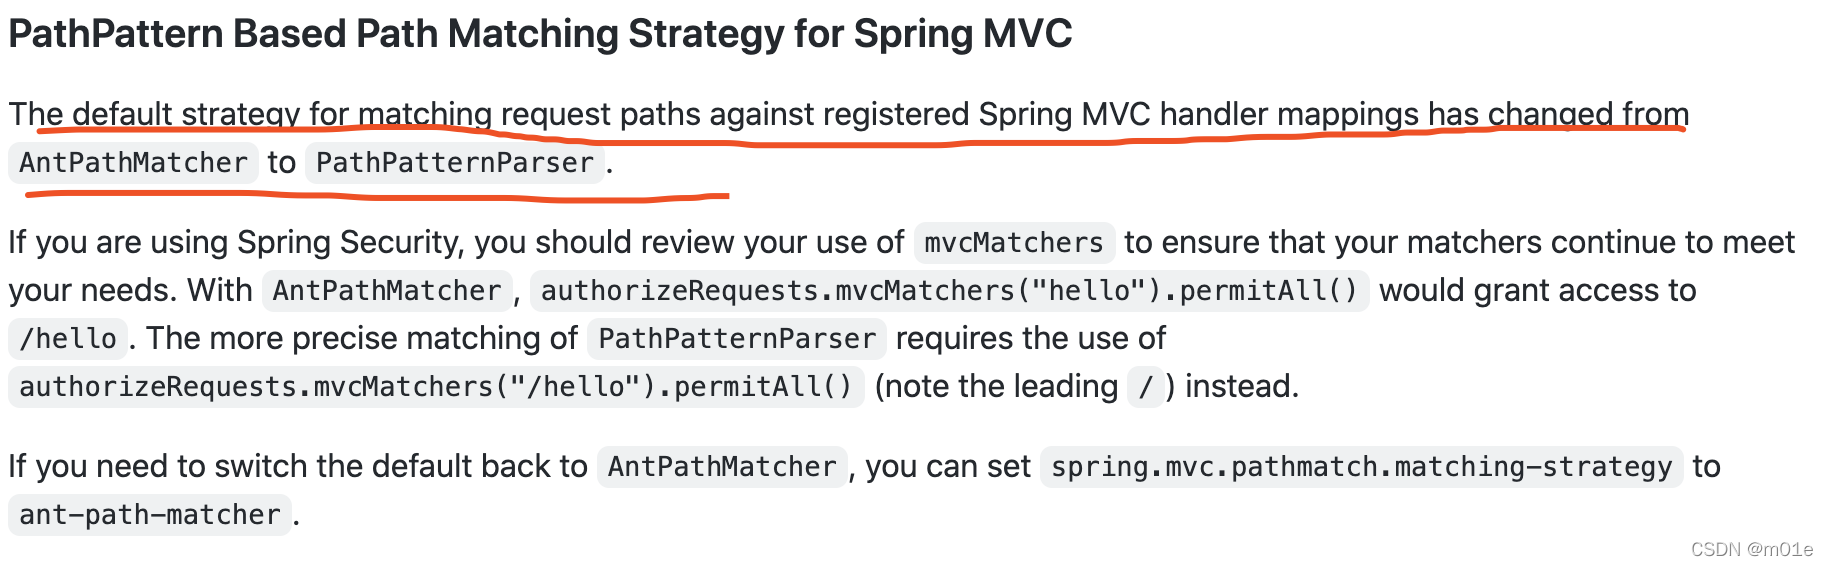 PathPattern Based Path Matching Strategy for Spring MVC
The default strategy for matching request paths against registered Spring MVC handler mappings has changed from
AntPathMatcher to PathPatternParser.
If you are using Spring Security, you should review your use of mvcMatchers to ensure that your matchers continue to meet
your needs. With AntPathMatcher, authorizeRequests.mvcMatchers("hello").permitAll() would grant access to
/hello. The more precise matching of PathPatternParser requires the use of
authorizeRequests.mvcMatchers("/hello").permitAll() (note the leading /) instead.
If you need to switch the default back to AntPathMatcher, you can set spring.mvc.pathmatch.matching-strategy to
ant-path-matcher.
CSDN @m01e